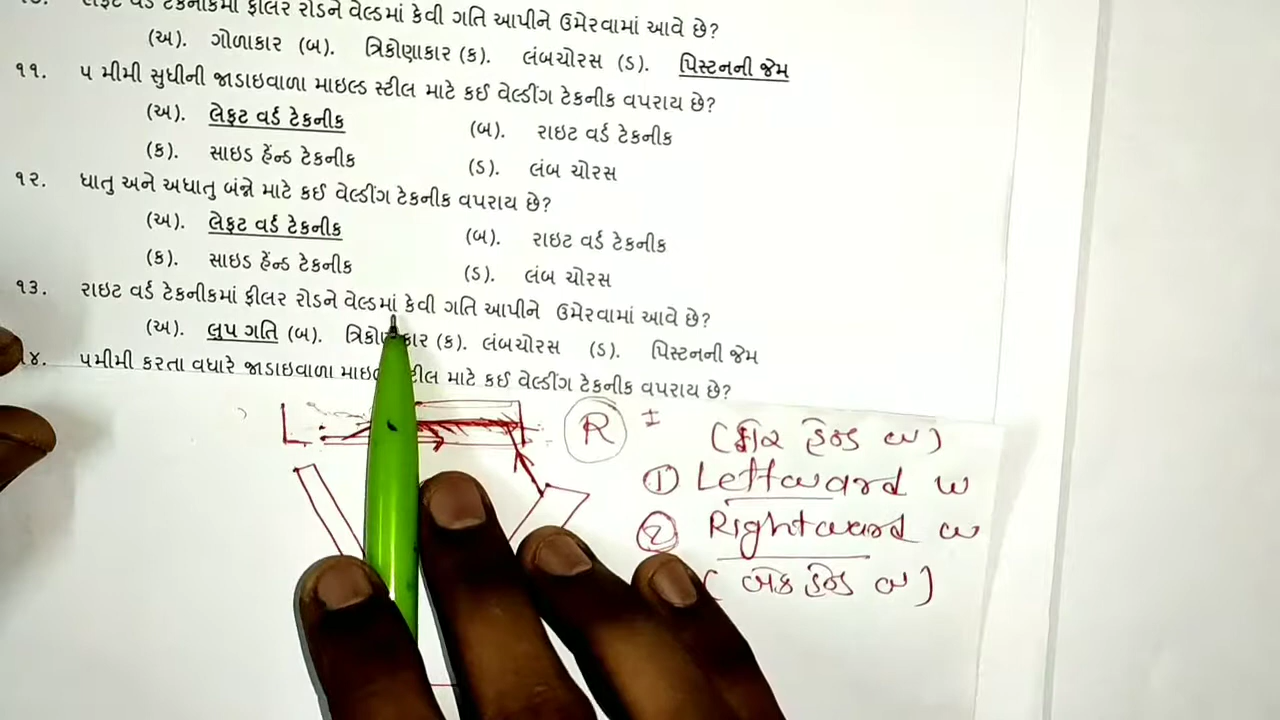 લેફ્ટ વર્ડ ટેકનીકમાં ફીલર રોડને વેલ્ડમાં કેવી ગતિ આપીને ઉમેરવામાં આવે છે?
(અ). ગોળાકાર (બ). ત્રિકોણાકાર (ક). લંબચોરસ (ડ). પિસ્ટનની જેમ
૧૧. ૫ મીમી સુધીની જાડાઇવાળા માઇલ્ડ સ્ટીલ માટે કઈ વેલ્ડીંગ ટેકનીક વપરાય છે?
(અ). લેફ્ટ વર્ડ ટેકનીક (બ). રાઇટ વર્ડ ટેકનીક
(ક). સાઇડ હેંન્ડ ટેકનીક (ડ). લંબ ચોરસ
૧૨. ધાતુ અને અધાતુ બંન્ને માટે કઈ વેલ્ડીંગ ટેકનીક વપરાય છે?
(અ). લેફ્ટ વર્ડ ટેકનીક (બ). રાઇટ વર્ડ ટેકનીક
(ક). સાઇડ હેંન્ડ ટેકનીક (ડ). લંબ ચોરસ
૧૩. રાઇટ વર્ડ ટેકનીકમાં ફીલર રોડને વેલ્ડમાં કેવી ગતિ આપીને ઉમેરવામાં આવે છે?
(અ). લુપ ગતિ (બ). ત્રિકોણાકાર (ક). લંબચોરસ (ડ). પિસ્ટનની જેમ
૧૪. ૫મીમી કરતા વધારે જાડાઇવાળા માઇલ્ડ સ્ટીલ માટે કઈ વેલ્ડીંગ ટેકનીક વપરાય છે?
L R
① Leftward w
② Rightward w